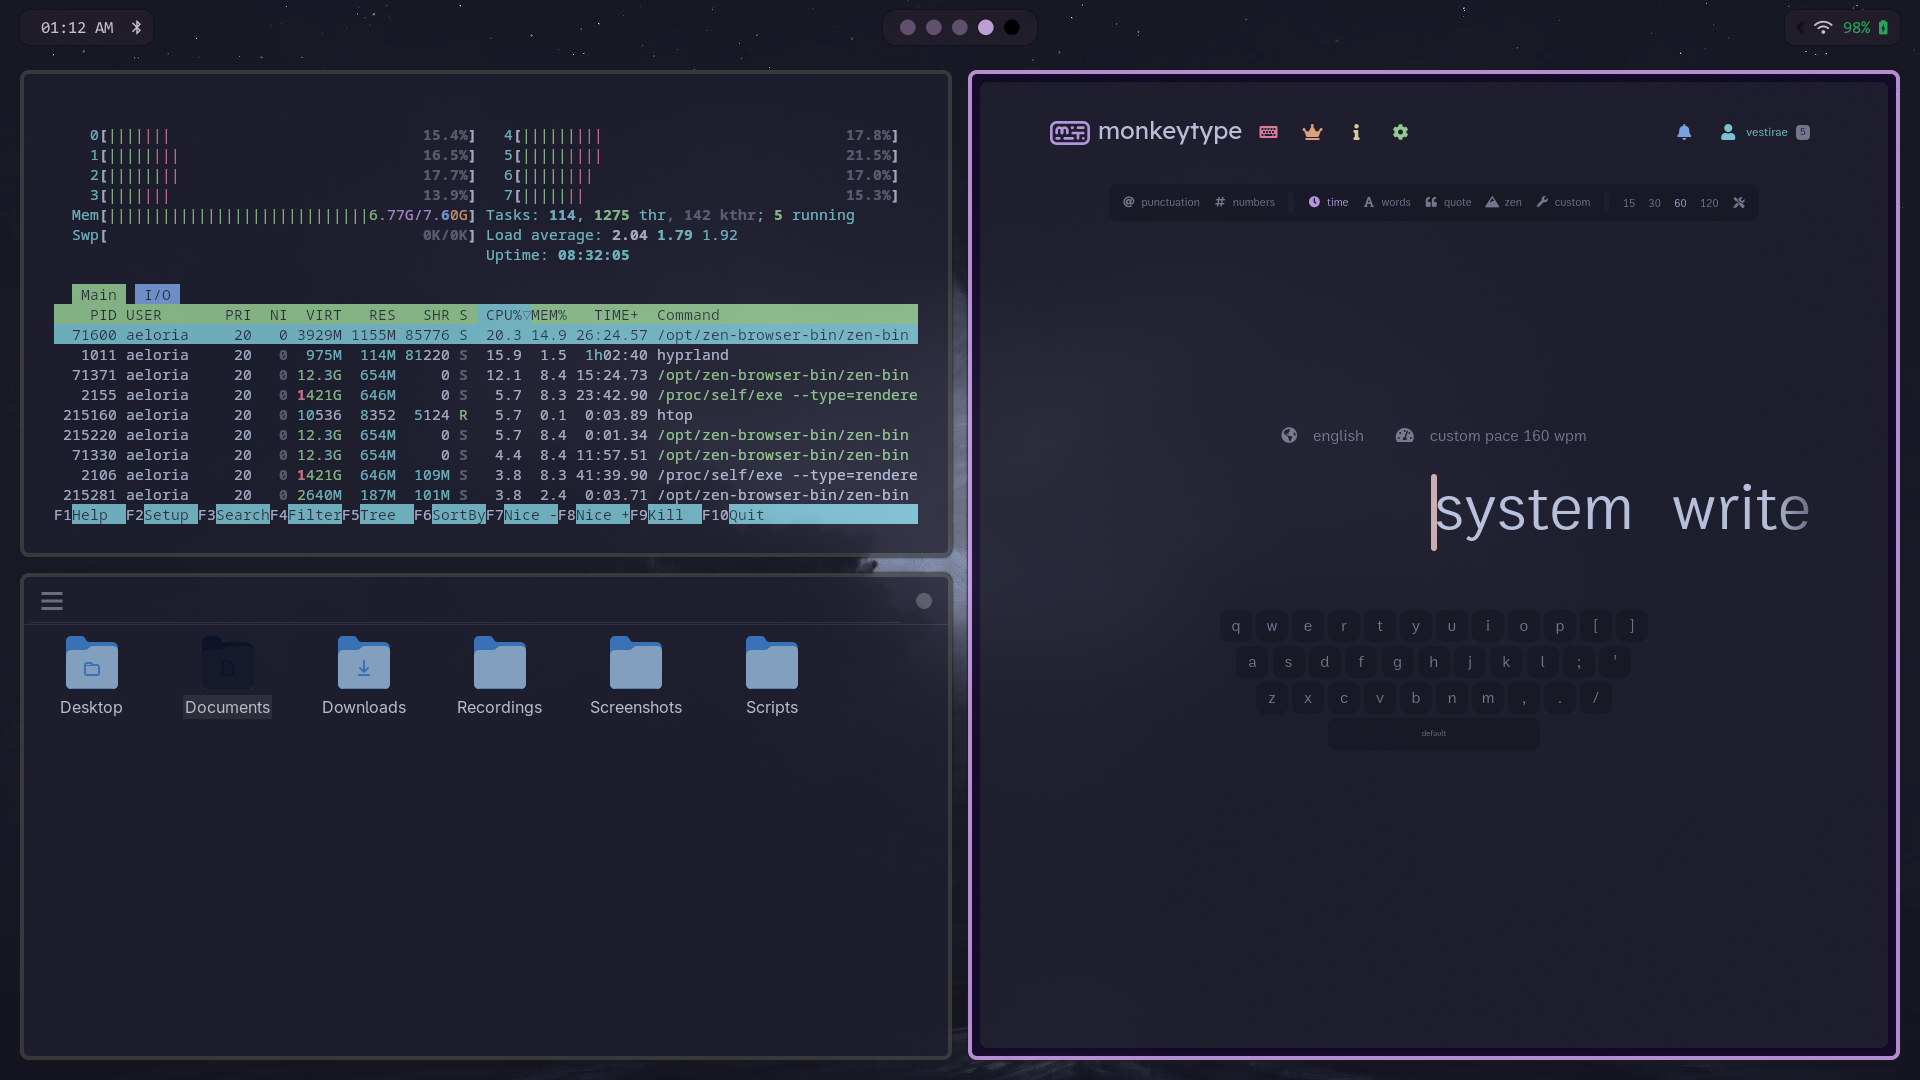 01:12 AM
98%
0[||||||| 15.4%] 4[||||||||| 17.8%]
1[|||||||| 16.5%] 5[||||||||| 21.5%]
2[|||||||| 17.7%] 6[|||||||| 17.0%]
3[||||||| 13.9%] 7[||||||| 15.3%]
Mem[|||||||||||||||||||||||||||||6.77G/7.60G] Tasks: 114, 1275 thr, 142 kthr; 5 running
Swp[ 0K/0K] Load average: 2.04 1.79 1.92
Uptime: 08:32:05
Main I/O
PID USER PRI NI VIRT RES SHR S CPU%▽MEM% TIME+ Command
71600 aeloria 20 0 3929M 1155M 85776 S 20.3 14.9 26:24.57 /opt/zen-browser-bin/zen-bin
1011 aeloria 20 0 975M 114M 81220 S 15.9 1.5 1h02:40 hyprland
71371 aeloria 20 0 12.3G 654M 0 S 12.1 8.4 15:24.73 /opt/zen-browser-bin/zen-bin
2155 aeloria 20 0 1421G 646M 0 S 5.7 8.3 23:42.90 /proc/self/exe --type=rendere
215160 aeloria 20 0 10536 8352 5124 R 5.7 0.1 0:03.89 htop
215220 aeloria 20 0 12.3G 654M 0 S 5.7 8.4 0:01.34 /opt/zen-browser-bin/zen-bin
71330 aeloria 20 0 12.3G 654M 0 S 4.4 8.4 11:57.51 /opt/zen-browser-bin/zen-bin
2106 aeloria 20 0 1421G 646M 109M S 3.8 8.3 41:39.90 /proc/self/exe --type=rendere
215281 aeloria 20 0 2640M 187M 101M S 3.8 2.4 0:03.71 /opt/zen-browser-bin/zen-bin
F1Help F2Setup F3SearchF4FilterF5Tree F6SortByF7Nice -F8Nice +F9Kill F10Quit
Desktop Documents Downloads Recordings Screenshots Scripts
monkeytype
vestirae 5
@ punctuation # numbers time A words quote zen custom 15 30 60 120
english custom pace 160 wpm
system write
q w e r t y u i o p [ ]
a s d f g h j k l ; '
z x c v b n m , . /
default